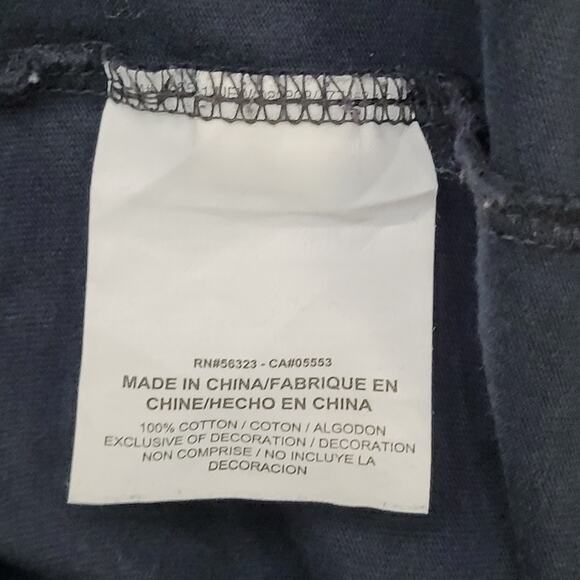 RN#56323 - CA#05553
MADE IN CHINA/FABRIQUE EN
CHINE/HECHO EN CHINA
100% COTTON / COTON / ALGODON
EXCLUSIVE OF DECORATION / DECORATION
NON COMPRISE / NO INCLUYE LA
DECORACION